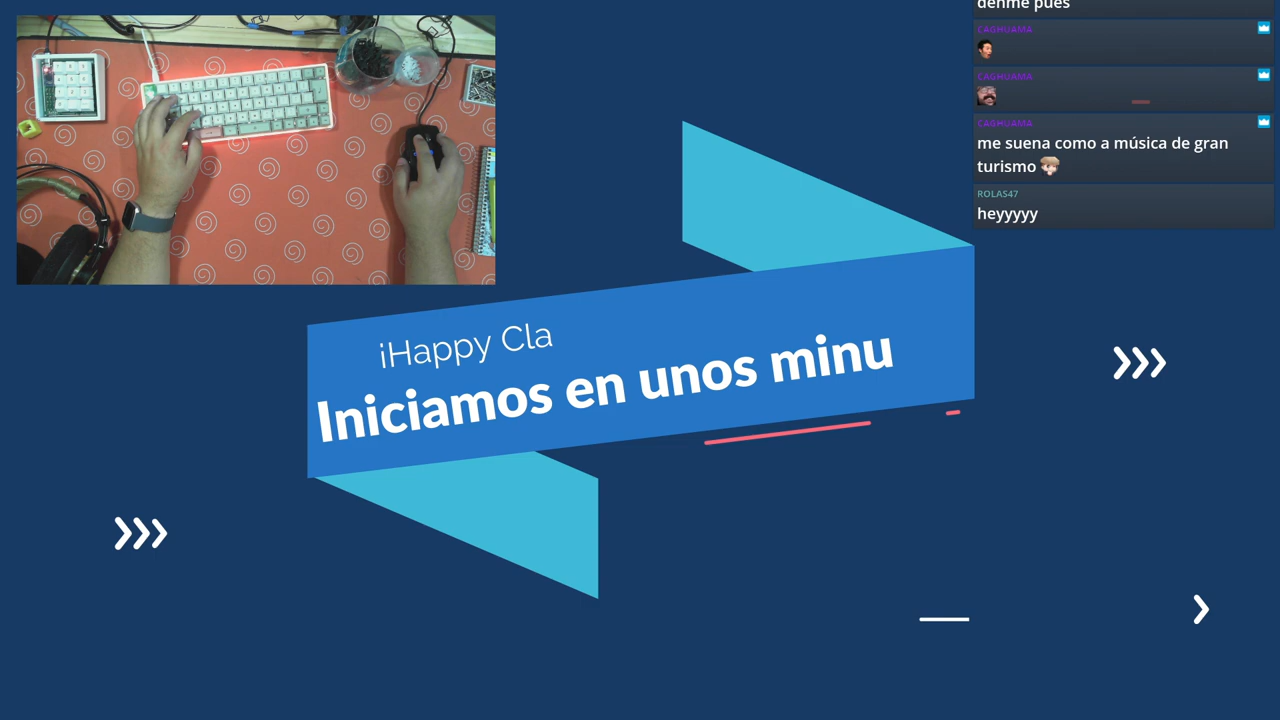 denme pues
CAGHUAMA
CAGHUAMA
CAGHUAMA
me suena como a música de gran
turismo
ROLAS47
heyyyyy
¡Happy Cla
Iniciamos en unos minu